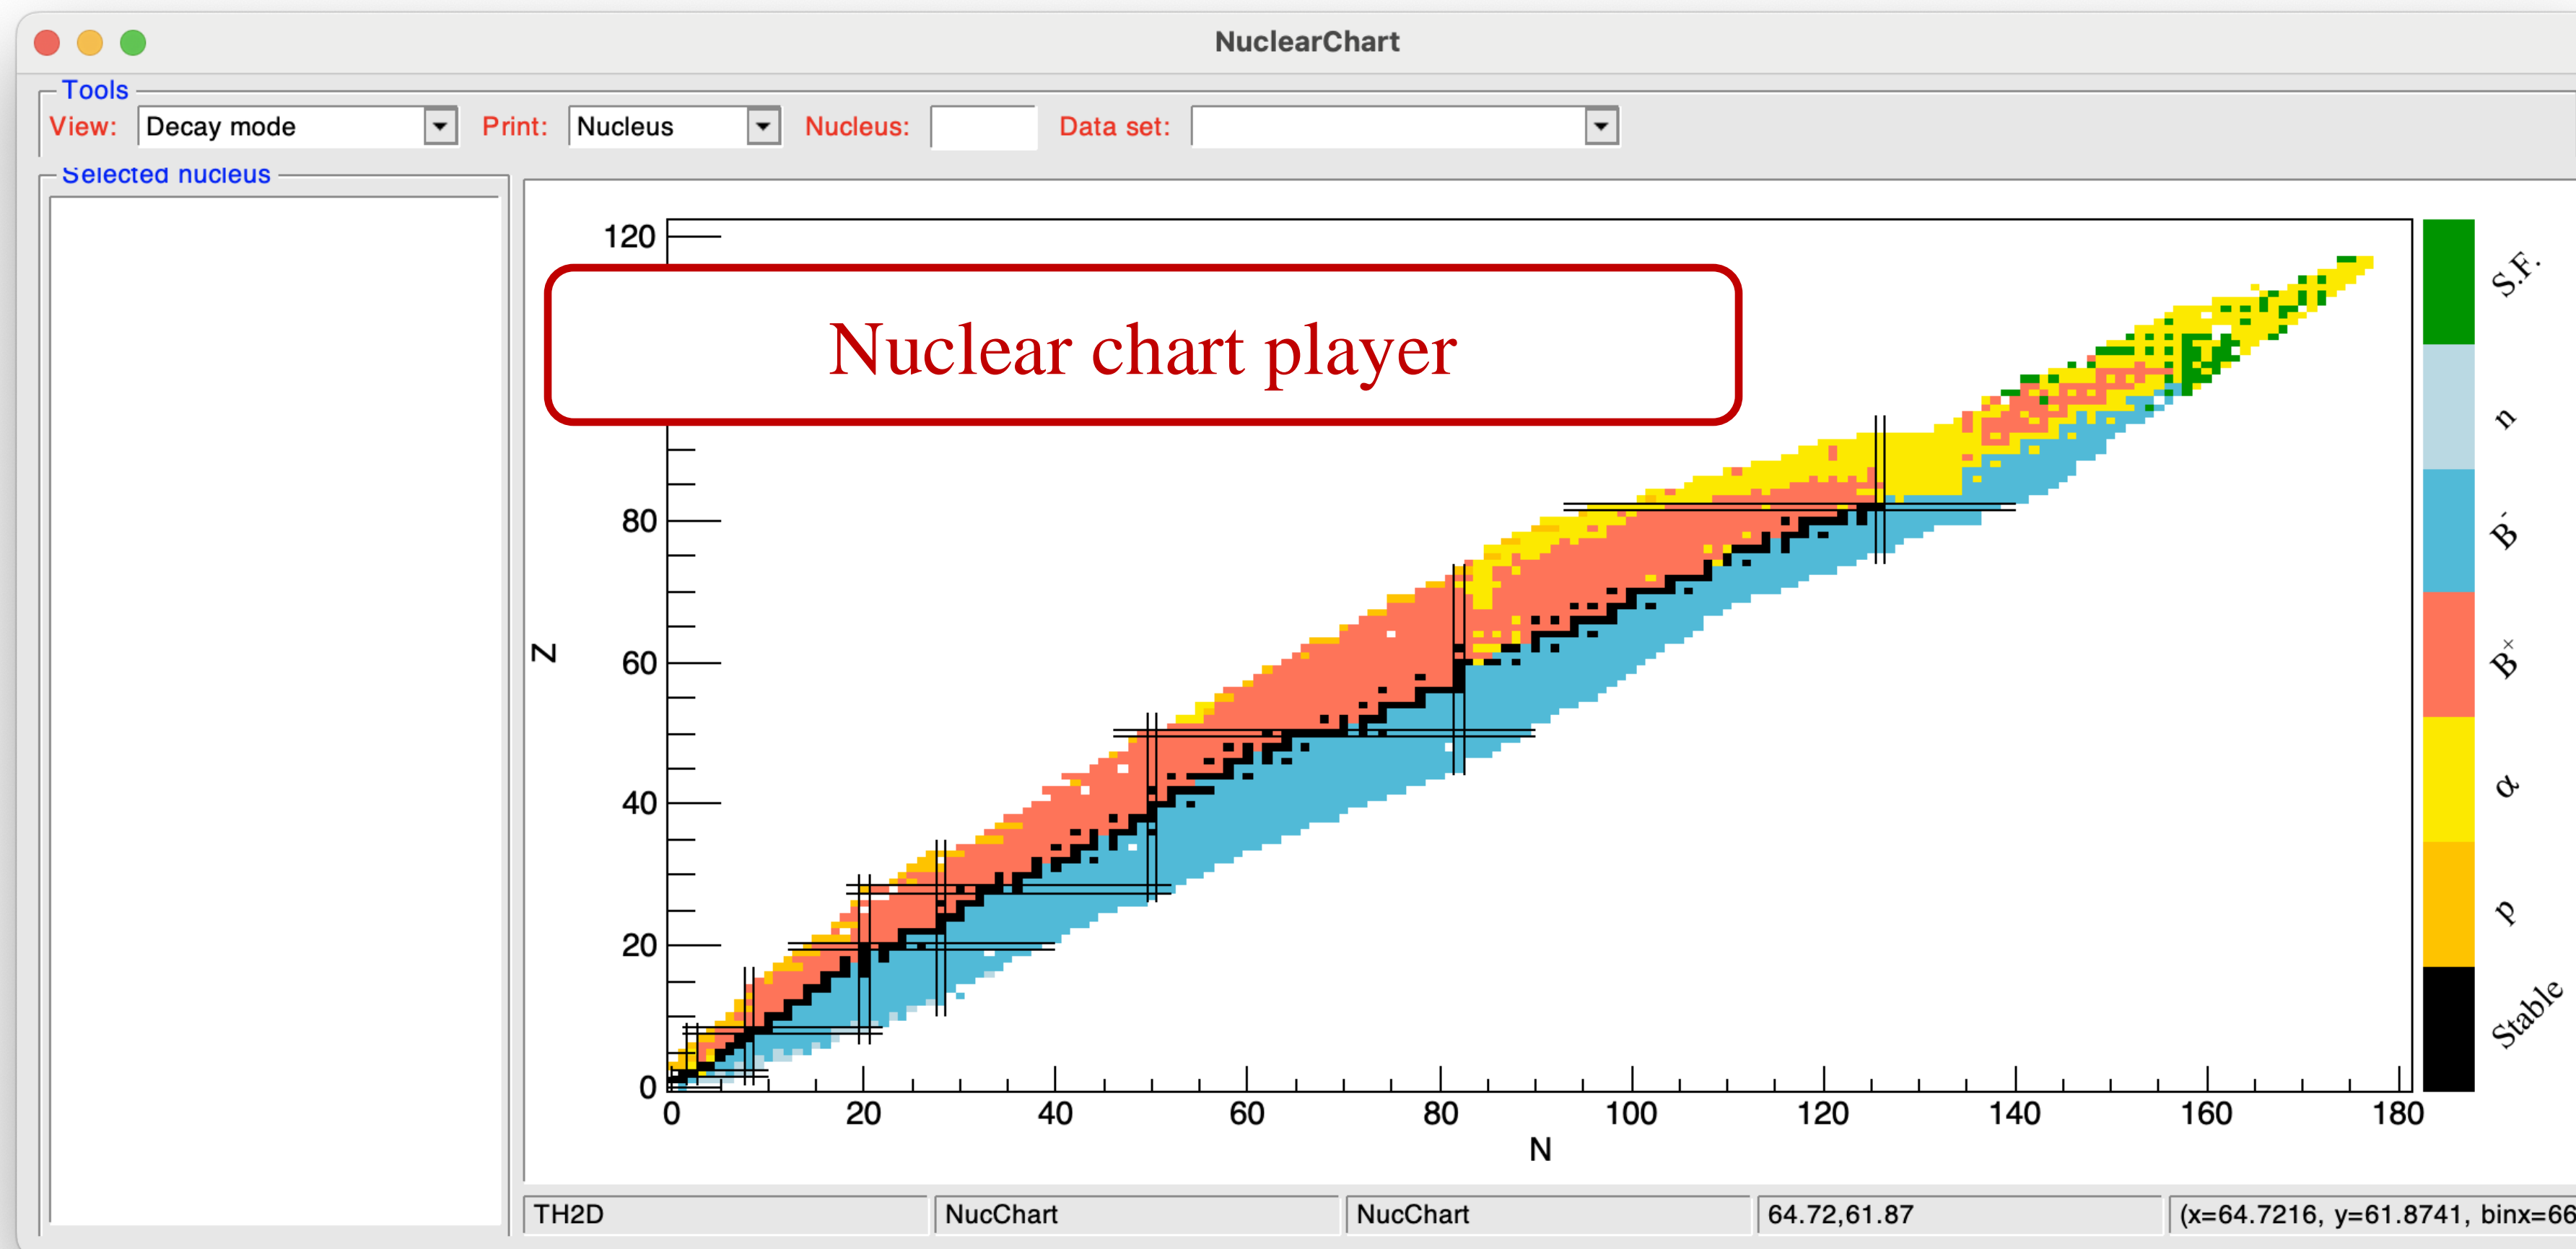 NuclearChart
Tools
View: Decay mode Print: Nucleus Nucleus: Data set:
Selected nucleus
120
Nuclear chart player
80
60
40
20
0
Z
0 20 40 60 80 100 120 140 160 180
N
S.F.
n
B-
B+
α
p
Stable
TH2D NucChart NucChart 64.72,61.87 (x=64.7216, y=61.8741, binx=66